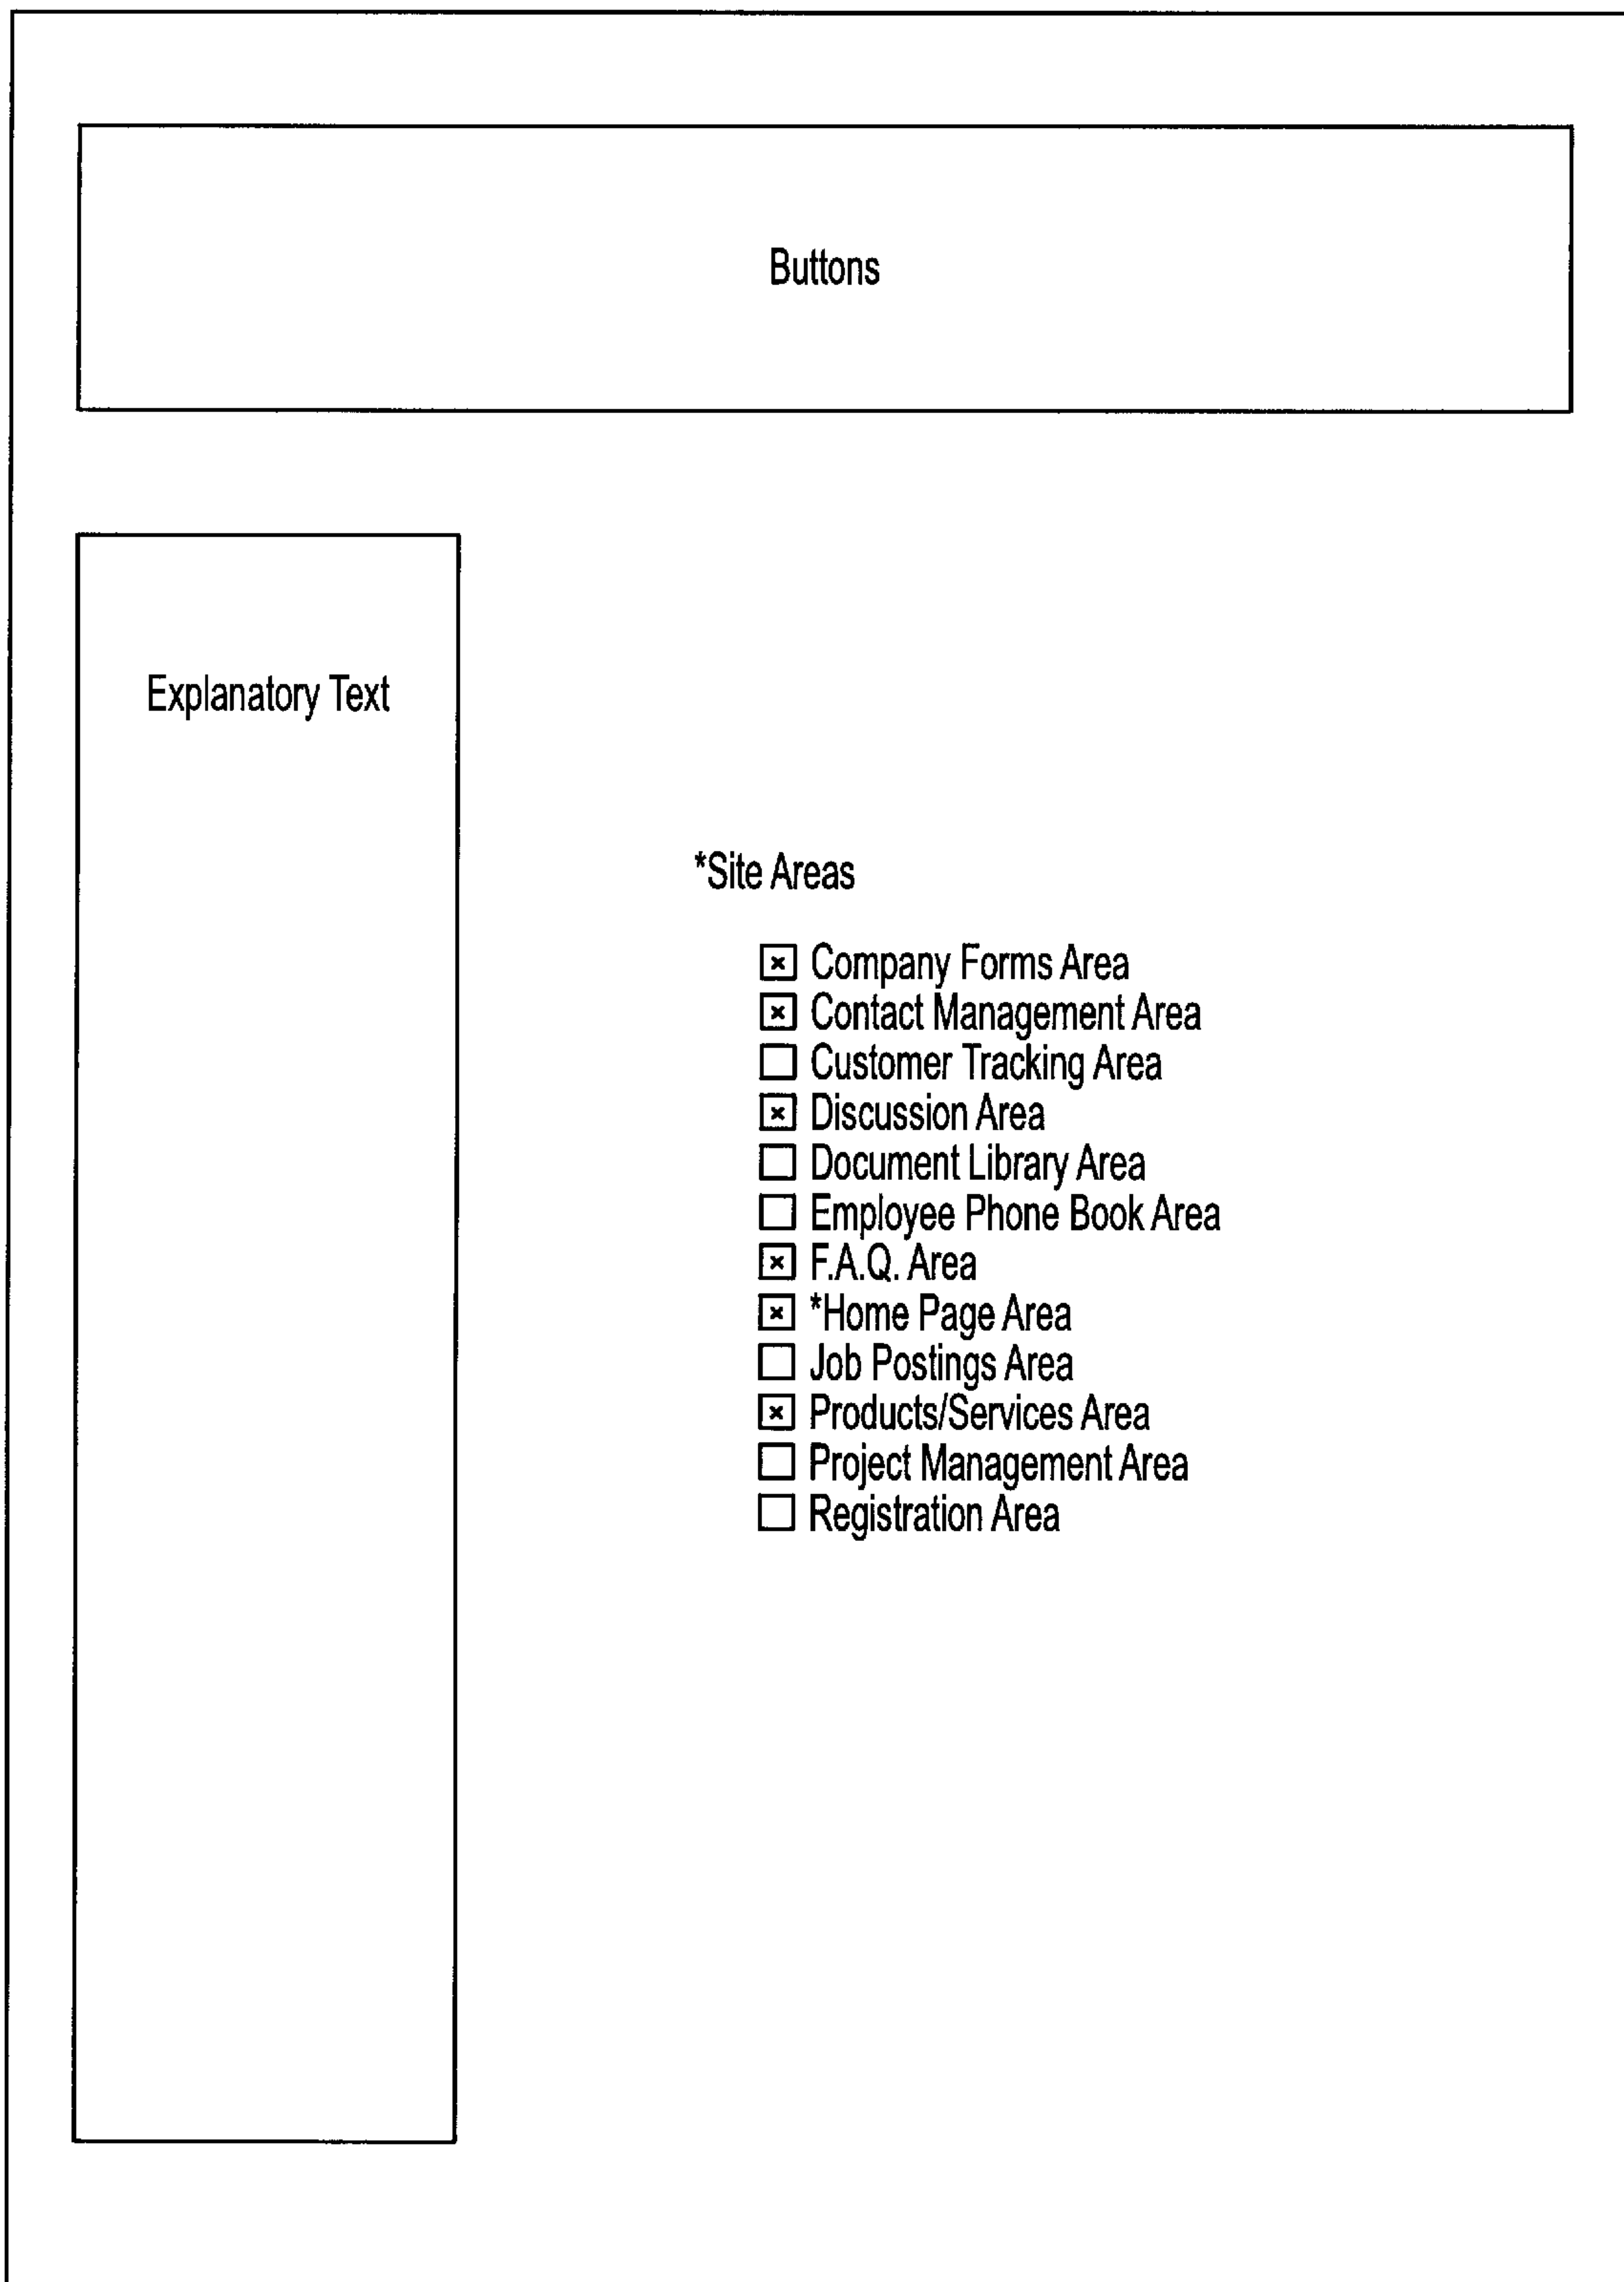 Buttons
Explanatory Text
*Site Areas
Company Forms Area
Contact Management Area
Customer Tracking Area
Discussion Area
Document Library Area
Employee Phone Book Area
F.A.Q. Area
*Home Page Area
Job Postings Area
Products/Services Area
Project Management Area
Registration Area